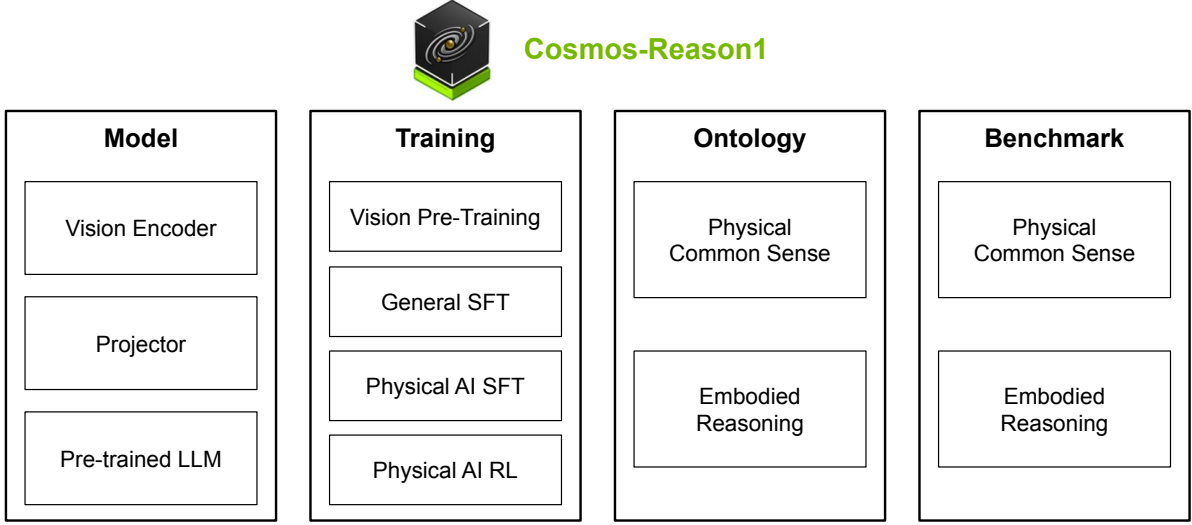 Cosmos-Reason1
Model
Vision Encoder
Projector
Pre-trained LLM
Training
Vision Pre-Training
General SFT
Physical AI SFT
Physical AI RL
Ontology
Physical
Common Sense
Embodied
Reasoning
Benchmark
Physical
Common Sense
Embodied
Reasoning